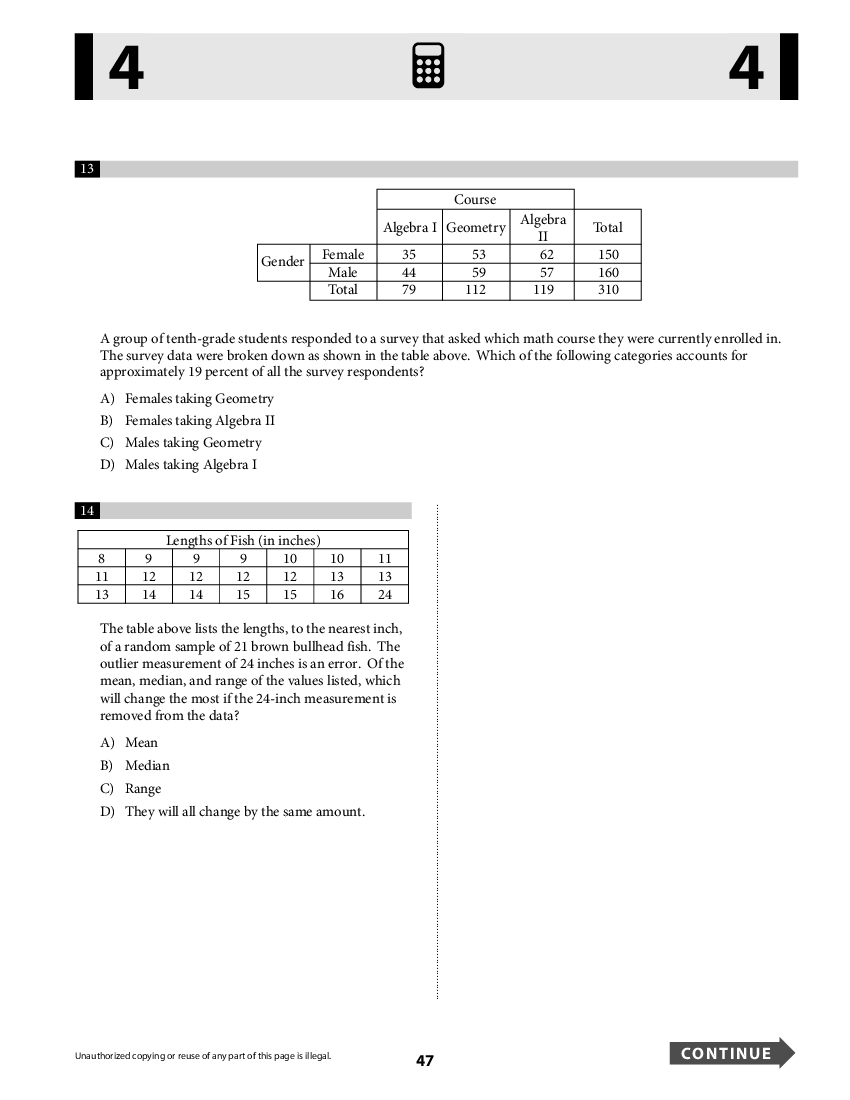 4 4
13
Course
Algebra I Geometry Algebra II Total
Gender Female 35 53 62 150
Male 44 59 57 160
Total 79 112 119 310
A group of tenth-grade students responded to a survey that asked which math course they were currently enrolled in.
The survey data were broken down as shown in the table above. Which of the following categories accounts for
approximately 19 percent of all the survey respondents?
A) Females taking Geometry
B) Females taking Algebra II
C) Males taking Geometry
D) Males taking Algebra I
14
Lengths of Fish (in inches)
8 9 9 9 10 10 11
11 12 12 12 12 13 13
13 14 14 15 15 16 24
The table above lists the lengths, to the nearest inch,
of a random sample of 21 brown bullhead fish. The
outlier measurement of 24 inches is an error. Of the
mean, median, and range of the values listed, which
will change the most if the 24-inch measurement is
removed from the data?
A) Mean
B) Median
C) Range
D) They will all change by the same amount.
Unauthorized copying or reuse of any part of this page is illegal.
47
CONTINUE